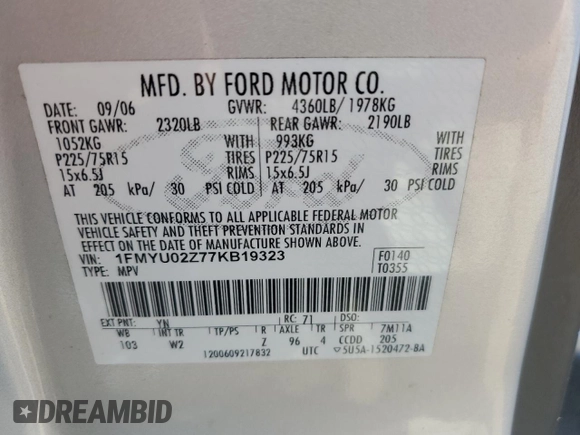 MFD. BY FORD MOTOR CO.
DATE: 09/06 GVWR: 4360LB/ 1978KG
FRONT GAWR: 2320LB REAR GAWR: 2190LB
1052KG WITH 993KG WITH
P225/75R15 TIRES P225/75R15 TIRES
15x6.5J RIMS 15x6.5J RIMS
AT 205 kPa/ 30 PSI COLD AT 205 kPa/ 30 PSI COLD
THIS VEHICLE CONFORMS TO ALL APPLICABLE FEDERAL MOTOR
VEHICLE SAFETY AND THEFT PREVENTION STANDARDS IN
EFFECT ON THE DATE OF MANUFACTURE SHOWN ABOVE.
VIN: 1FMYU02Z77KB19323 F0140
TYPE: MPV T0355
EXT PNT: YN RC: 71 DSO:
WB INT TR TP/PS R AXLE TR SPR 7M11A
103 W2 Z 96 4 CCDD 205
1200609217832 UTC 5U5A-1520472-BA
Ford
DREAMBID